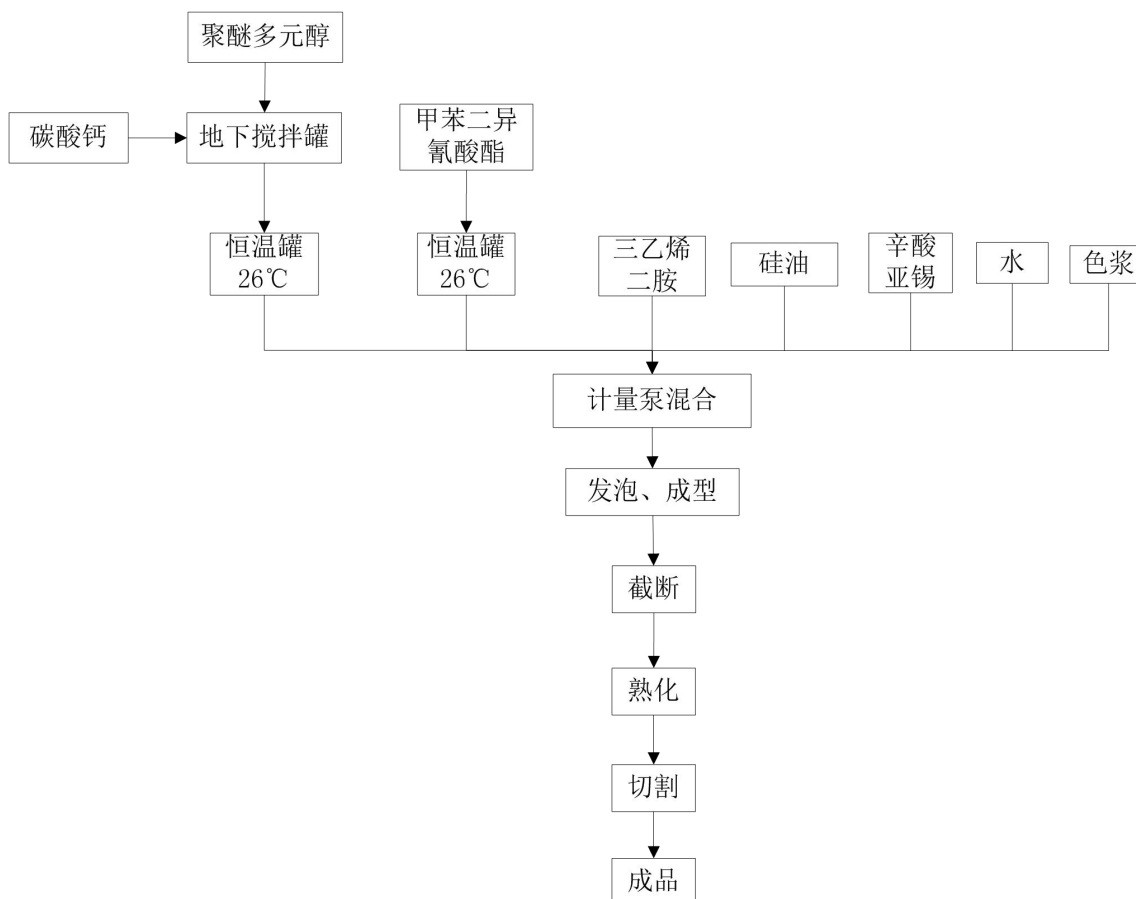 聚醚多元醇
碳酸钙
地下搅拌罐
甲苯二异
氰酸酯
恒温罐
26℃
恒温罐
26℃
三乙烯
二胺
硅油
辛酸
亚锡
水
色浆
计量泵混合
发泡、成型
截断
熟化
切割
成品